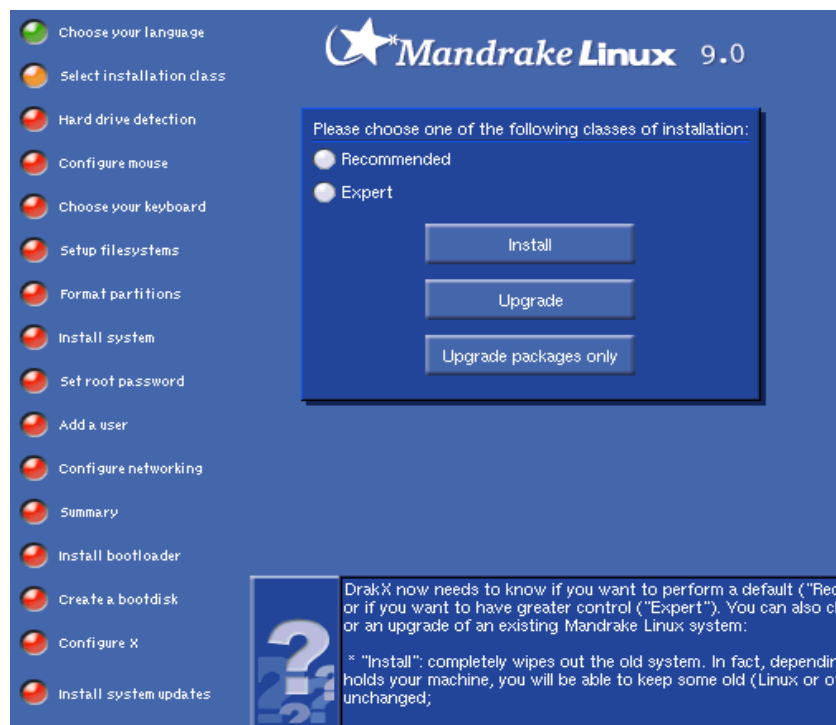 Choose your language
Select installation class
Hard drive detection
Configure mouse
Choose your keyboard
Setup filesystems
Format partitions
Install system
Set root password
Add a user
Configure networking
Summary
Install bootloader
Create a bootdisk
Configure X
Install system updates
Mandrake Linux 9.0
Please choose one of the following classes of installation:
Recommended
Expert
Install
Upgrade
Upgrade packages only
DrakX now needs to know if you want to perform a default ("Rec
or if you want to have greater control ("Expert"). You can also c
or an upgrade of an existing Mandrake Linux system:
* "Install": completely wipes out the old system. In fact, dependin
holds your machine, you will be able to keep some old (Linux or o
unchanged;